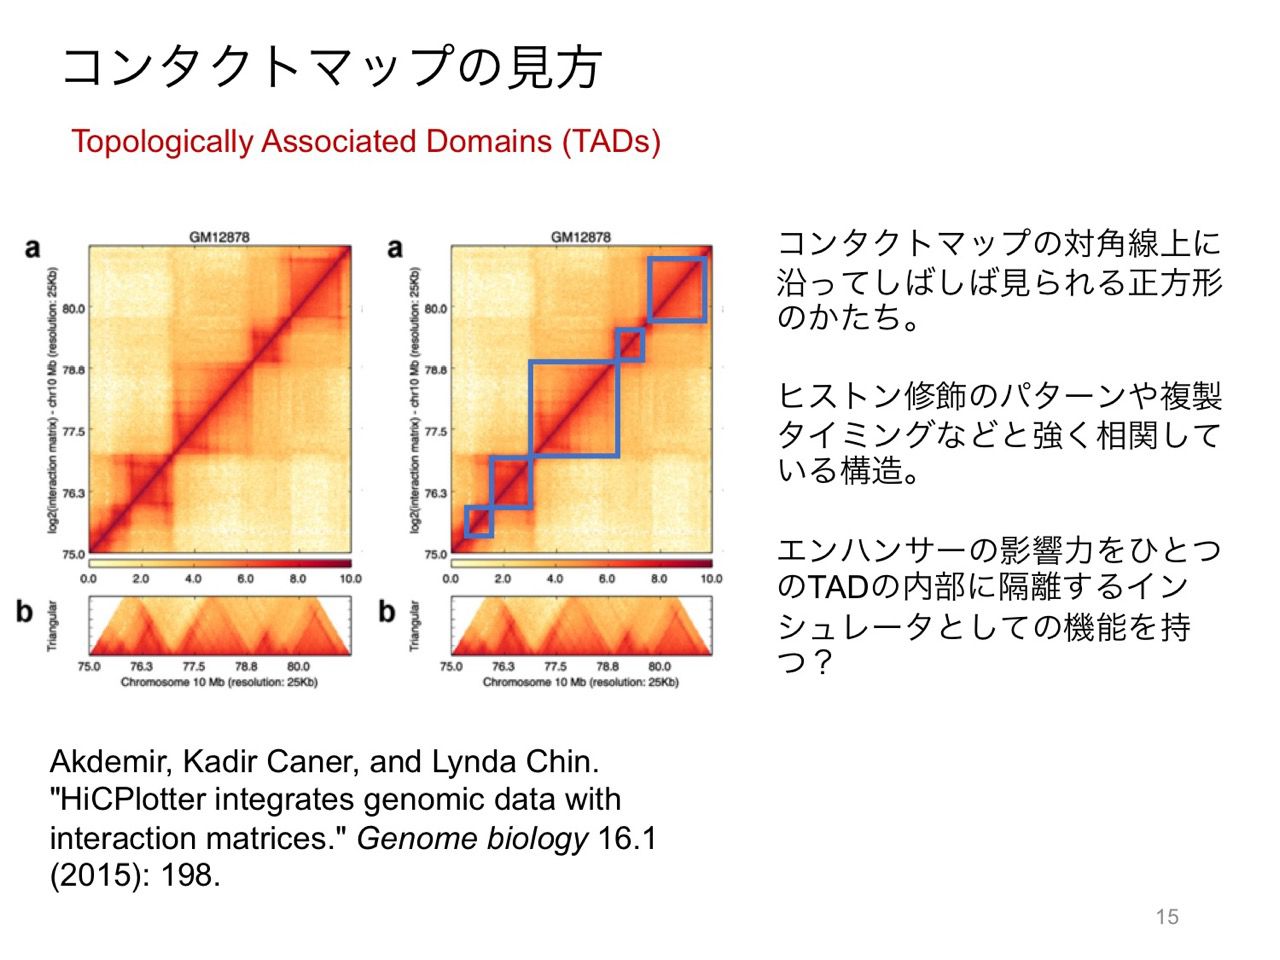 コンタクトマップの見方
Topologically Associated Domains (TADs)
a
GM12878
log2(interaction matrix) - chr10 Mb (resolution: 25Kb)
80.0
78.8
77.5
76.3
75.0
0.0 2.0 4.0 6.0 8.0 10.0
b
Triangular
75.0 76.3 77.5 78.8 80.0
Chromosome 10 Mb (resolution: 25Kb)
a
GM12878
log2(interaction matrix) - chr10 Mb (resolution: 25Kb)
80.0
78.8
77.5
76.3
75.0
0.0 2.0 4.0 6.0 8.0 10.0
b
Triangular
75.0 76.3 77.5 78.8 80.0
Chromosome 10 Mb (resolution: 25Kb)
コンタクトマップの対角線上に
沿ってしばしば見られる正方形
のかたち。
ヒストン修飾のパターンや複製
タイミングなどと強く相関して
いる構造。
エンハンサーの影響力をひとつ
のTADの内部に隔離するイン
シュレータとしての機能を持
つ？
Akdemir, Kadir Caner, and Lynda Chin.
"HiCPlotter integrates genomic data with
interaction matrices." Genome biology 16.1
(2015): 198.
15